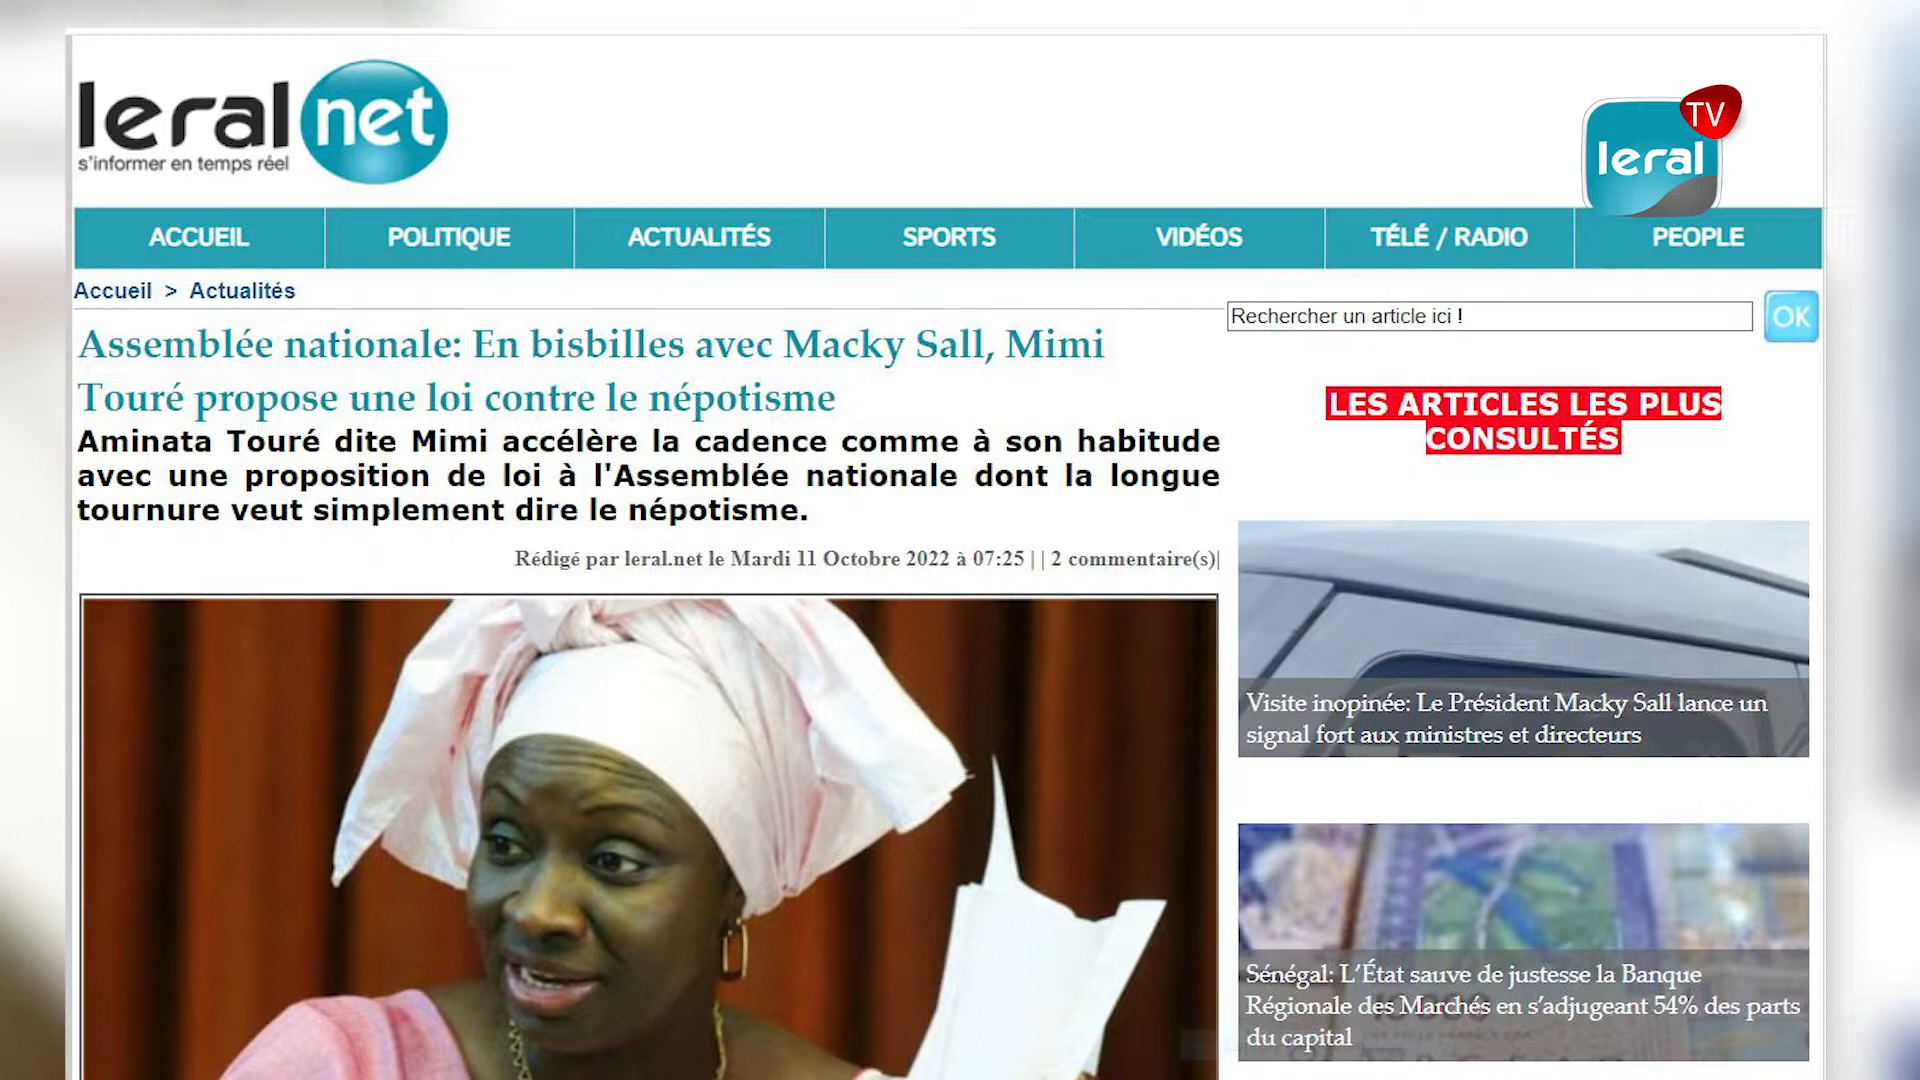 leral net
s'informer en temps réel
TV
leral
ACCUEIL
POLITIQUE
ACTUALITÉS
SPORTS
VIDÉOS
TÉLÉ / RADIO
PEOPLE
Accueil > Actualités
Rechercher un article ici !
OK
Assemblée nationale: En bisbilles avec Macky Sall, Mimi
Touré propose une loi contre le népotisme
Aminata Touré dite Mimi accélère la cadence comme à son habitude
avec une proposition de loi à l'Assemblée nationale dont la longue
tournure veut simplement dire le népotisme.
Rédigé par leral.net le Mardi 11 Octobre 2022 à 07:25 | | 2 commentaire(s)|
LES ARTICLES LES PLUS
CONSULTÉS
Visite inopinée: Le Président Macky Sall lance un
signal fort aux ministres et directeurs
Sénégal: L’État sauve de justesse la Banque
Régionale des Marchés en s’adjugeant 54% des parts
du capital